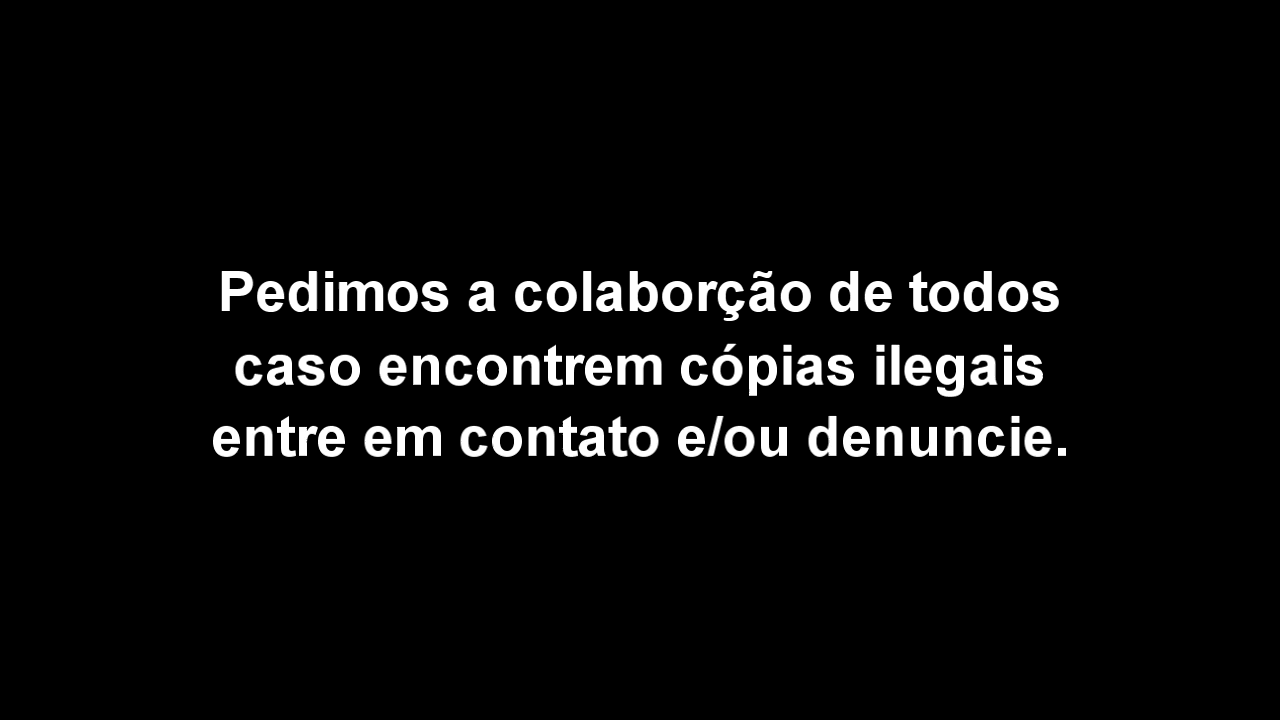 Pedimos a colaborção de todos
caso encontrem cópias ilegais
entre em contato e/ou denuncie.